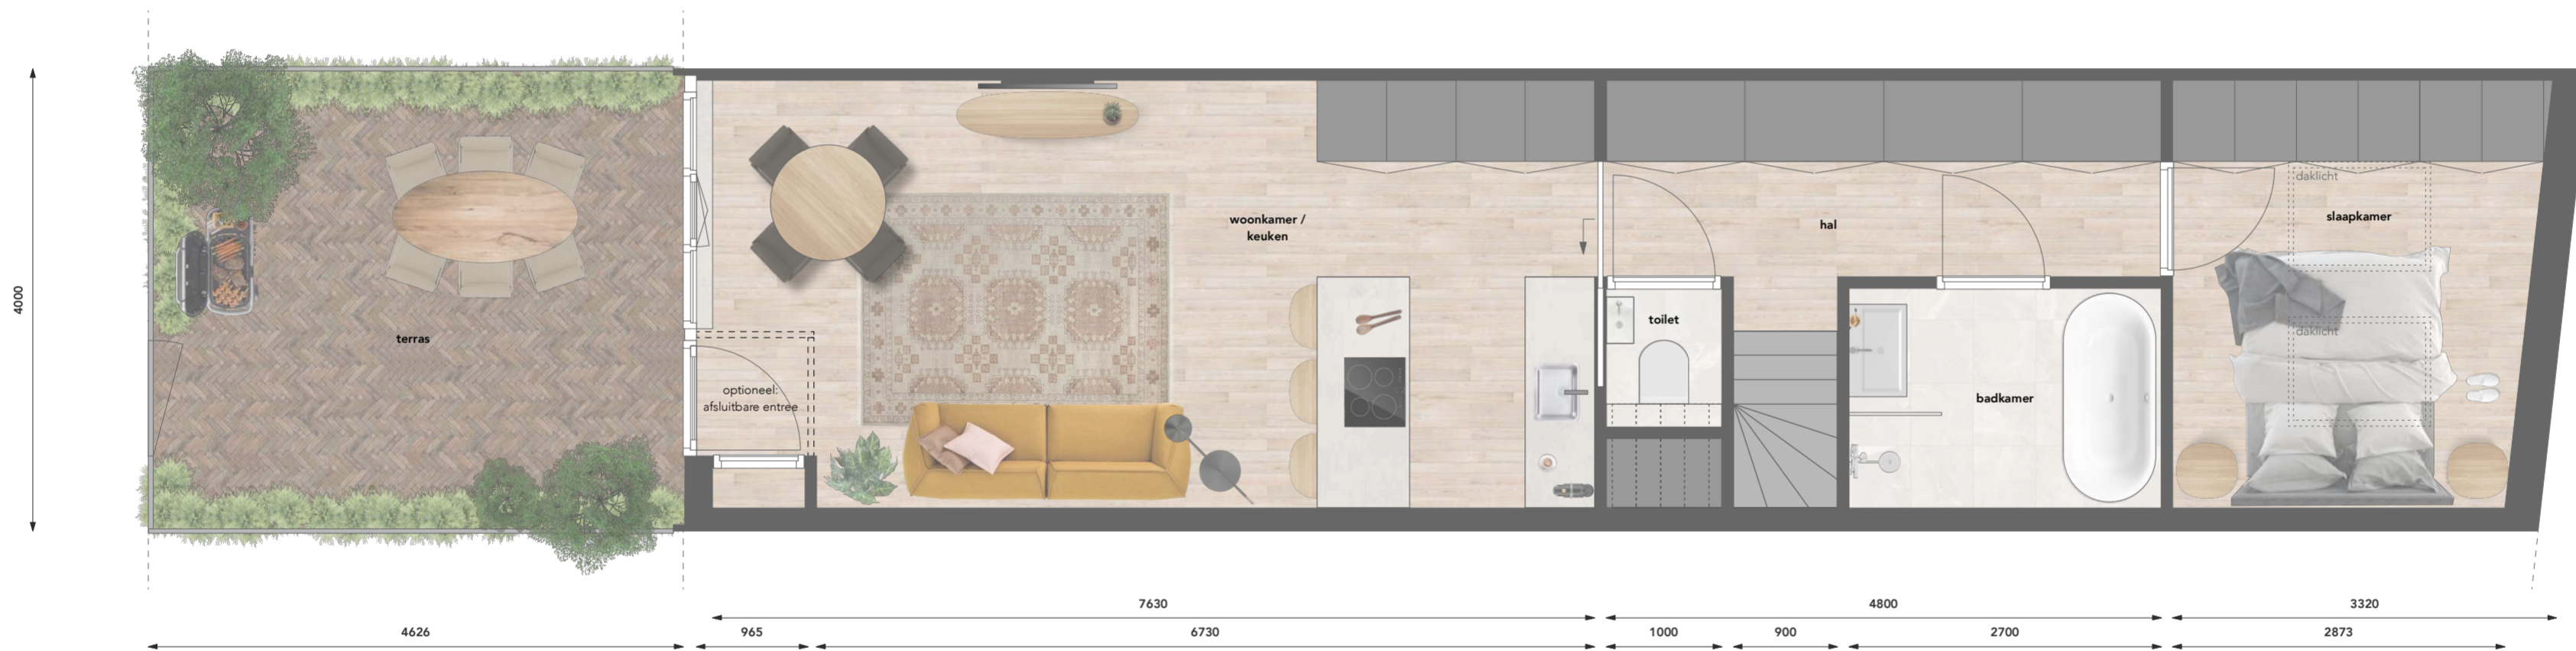 daklicht
slaapkamer
woonkamer /
keuken
hal
toilet
daklicht
terras
optioneel:
afsluitbare entree
badkamer
4000
7630
4800
3320
4626
965
6730
1000
900
2700
2873